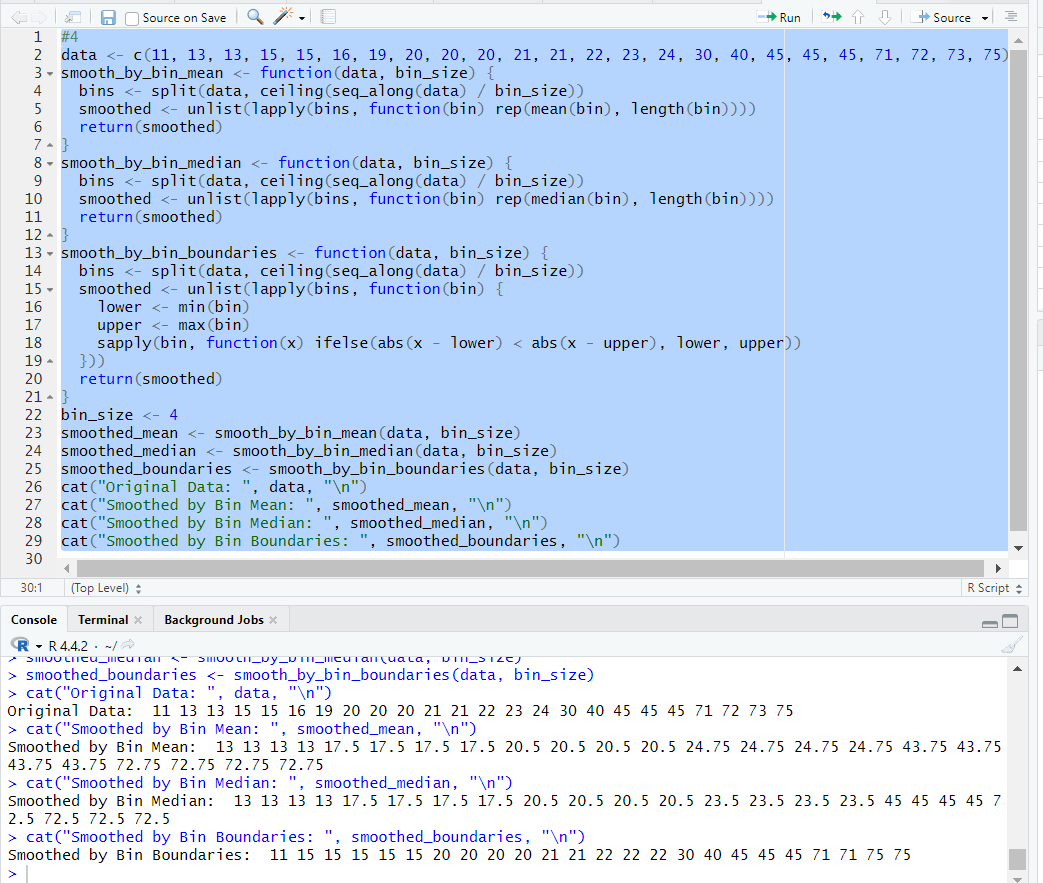 Source on Save Run Source
1 #4
2 data <- c(11, 13, 13, 15, 15, 16, 19, 20, 20, 20, 21, 21, 22, 23, 24, 30, 40, 45, 45, 45, 71, 72, 73, 75)
3 smooth_by_bin_mean <- function(data, bin_size) {
4   bins <- split(data, ceiling(seq_along(data) / bin_size))
5   smoothed <- unlist(lapply(bins, function(bin) rep(mean(bin), length(bin))))
6   return(smoothed)
7 }
8 smooth_by_bin_median <- function(data, bin_size) {
9   bins <- split(data, ceiling(seq_along(data) / bin_size))
10   smoothed <- unlist(lapply(bins, function(bin) rep(median(bin), length(bin))))
11   return(smoothed)
12 }
13 smooth_by_bin_boundaries <- function(data, bin_size) {
14   bins <- split(data, ceiling(seq_along(data) / bin_size))
15   smoothed <- unlist(lapply(bins, function(bin) {
16     lower <- min(bin)
17     upper <- max(bin)
18     sapply(bin, function(x) ifelse(abs(x - lower) < abs(x - upper), lower, upper))
19   }))
20   return(smoothed)
21 }
22 bin_size <- 4
23 smoothed_mean <- smooth_by_bin_mean(data, bin_size)
24 smoothed_median <- smooth_by_bin_median(data, bin_size)
25 smoothed_boundaries <- smooth_by_bin_boundaries(data, bin_size)
26 cat("Original Data: ", data, "\n")
27 cat("Smoothed by Bin Mean: ", smoothed_mean, "\n")
28 cat("Smoothed by Bin Median: ", smoothed_median, "\n")
29 cat("Smoothed by Bin Boundaries: ", smoothed_boundaries, "\n")
30
30:1 (Top Level) R Script
Console Terminal Background Jobs
R 4.4.2 · ~/
> smoothed_median <- smooth_by_bin_median(data, bin_size)
> smoothed_boundaries <- smooth_by_bin_boundaries(data, bin_size)
> cat("Original Data: ", data, "\n")
Original Data:  11 13 13 15 15 16 19 20 20 20 21 21 22 23 24 30 40 45 45 45 71 72 73 75
> cat("Smoothed by Bin Mean: ", smoothed_mean, "\n")
Smoothed by Bin Mean:  13 13 13 13 17.5 17.5 17.5 17.5 20.5 20.5 20.5 20.5 24.75 24.75 24.75 24.75 43.75 43.75
43.75 43.75 72.75 72.75 72.75 72.75
> cat("Smoothed by Bin Median: ", smoothed_median, "\n")
Smoothed by Bin Median:  13 13 13 13 17.5 17.5 17.5 17.5 20.5 20.5 20.5 20.5 23.5 23.5 23.5 23.5 45 45 45 45 7
2.5 72.5 72.5 72.5
> cat("Smoothed by Bin Boundaries: ", smoothed_boundaries, "\n")
Smoothed by Bin Boundaries:  11 15 15 15 15 15 20 20 20 20 21 21 22 22 22 30 40 45 45 45 71 71 75 75
>